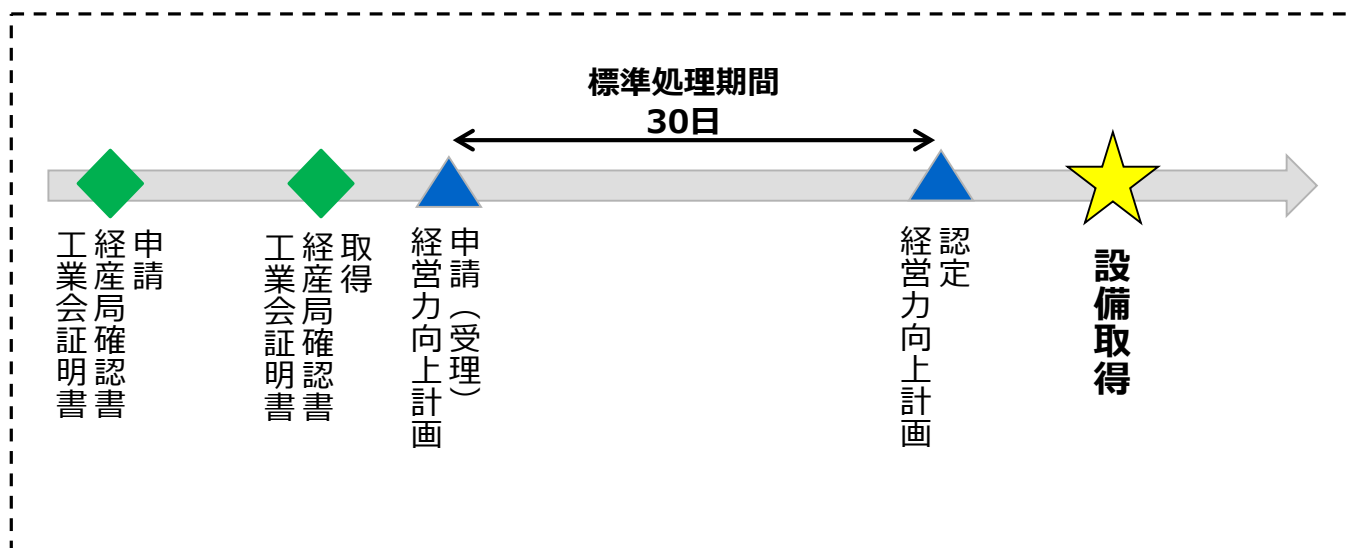 標準処理期間
30日
工業会証明書
経産局確認書
申請
工業会証明書
経産局確認書
取得
経営力向上計画
申請（受理）
経営力向上計画
認定
設備取得